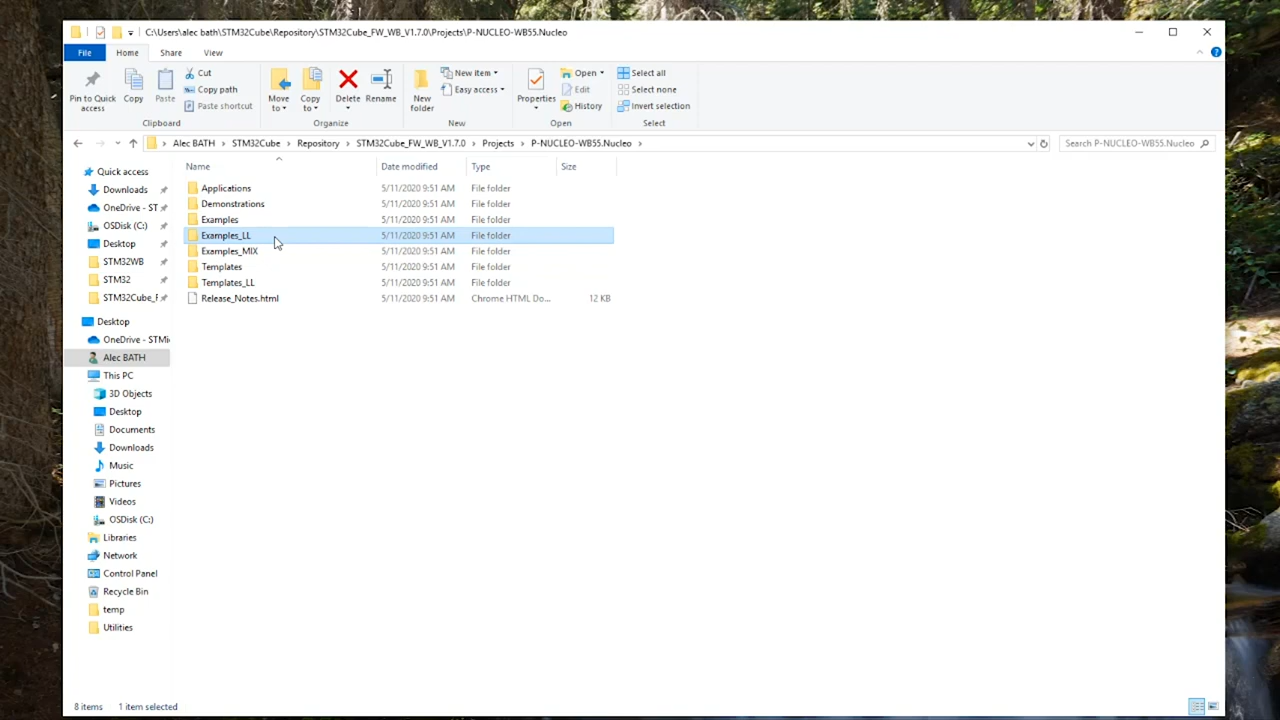 C:\Users\alec bath\STM32Cube\Repository\STM32Cube_FW_WB_V1.7.0\Projects\P-NUCLEO-WB55.Nucleo
File Home Share View
Pin to Quick access
Copy
Paste
Cut
Copy path
Paste shortcut
Clipboard
Move to
Copy to
Delete
Rename
Organize
New folder
New item
Easy access
New
Properties
Open
Edit
History
Open
Select all
Select none
Invert selection
Select
Alec BATH > STM32Cube > Repository > STM32Cube_FW_WB_V1.7.0 > Projects > P-NUCLEO-WB55.Nucleo >
Search P-NUCLEO-WB55.Nucleo
Quick access
Downloads
OneDrive - ST
OSDisk (C:)
Desktop
STM32WB
STM32
STM32Cube_F
Desktop
OneDrive - STMi
Alec BATH
This PC
3D Objects
Desktop
Documents
Downloads
Music
Pictures
Videos
OSDisk (C:)
Libraries
Network
Control Panel
Recycle Bin
temp
Utilities
Name Date modified Type Size
Applications 5/11/2020 9:51 AM File folder
Demonstrations 5/11/2020 9:51 AM File folder
Examples 5/11/2020 9:51 AM File folder
Examples_LL 5/11/2020 9:51 AM File folder
Examples_MIX 5/11/2020 9:51 AM File folder
Templates 5/11/2020 9:51 AM File folder
Templates_LL 5/11/2020 9:51 AM File folder
Release_Notes.html 5/11/2020 9:51 AM Chrome HTML Do... 12 KB
8 items 1 item selected